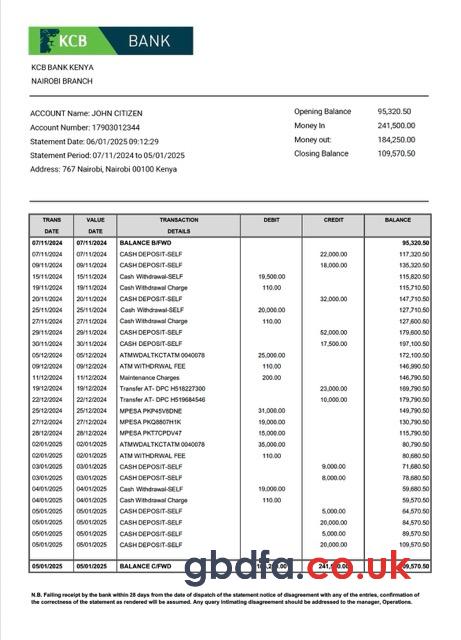 KCB BANK
KCB BANK KENYA
NAIROBI BRANCH
ACCOUNT Name: JOHN CITIZEN
Account Number: 17903012344
Statement Date: 06/01/2025 09:12:29
Statement Period: 07/11/2024 to 05/01/2025
Address: 767 Nairobi, Nairobi 00100 Kenya
Opening Balance 95,320.50
Money In 241,500.00
Money out: 184,250.00
Closing Balance 109,570.50
TRANS DATE VALUE DATE TRANSACTION DETAILS DEBIT CREDIT BALANCE
07/11/2024 07/11/2024 BALANCE B/FWD 95,320.50
07/11/2024 07/11/2024 CASH DEPOSIT-SELF 22,000.00 117,320.50
09/11/2024 09/11/2024 CASH DEPOSIT-SELF 18,000.00 135,320.50
15/11/2024 15/11/2024 Cash Withdrawal-SELF 19,500.00 115,820.50
19/11/2024 19/11/2024 Cash Withdrawal Charge 110.00 115,710.50
20/11/2024 20/11/2024 CASH DEPOSIT-SELF 32,000.00 147,710.50
25/11/2024 25/11/2024 Cash Withdrawal-SELF 20,000.00 127,710.50
27/11/2024 27/11/2024 Cash Withdrawal Charge 110.00 127,600.50
29/11/2024 29/11/2024 CASH DEPOSIT-SELF 52,000.00 179,600.50
30/11/2024 30/11/2024 CASH DEPOSIT-SELF 17,500.00 197,100.50
05/12/2024 05/12/2024 ATMWDALTKCTATM 0040078 25,000.00 172,100.50
09/12/2024 09/12/2024 ATM WITHDRWAL FEE 110.00 146,990.50
11/12/2024 11/12/2024 Maintenance Charges 200.00 146,790.50
19/12/2024 19/12/2024 Transfer AT- DPC H518227300 23,000.00 169,790.50
22/12/2024 22/12/2024 Transfer AT- DPC H519684546 10,000.00 179,790.50
25/12/2024 25/12/2024 MPESA PKP45V8DNE 31,000.00 149,790.50
27/12/2024 27/12/2024 MPESA PKQ8807H1K 19,000.00 130,790.50
28/12/2024 28/12/2024 MPESA PKT7CPDV47 15,000.00 115,790.50
02/01/2025 02/01/2025 ATMWDALTKCTATM 0040078 35,000.00 80,790.50
02/01/2025 02/01/2025 ATM WITHDRWAL FEE 110.00 80,680.50
03/01/2025 03/01/2025 CASH DEPOSIT-SELF 9,000.00 71,680.50
03/01/2025 03/01/2025 CASH DEPOSIT-SELF 8,000.00 78,680.50
04/01/2025 04/01/2025 Cash Withdrawal-SELF 19,000.00 59,680.50
04/01/2025 04/01/2025 Cash Withdrawal Charge 110.00 59,570.50
05/01/2025 05/01/2025 CASH DEPOSIT-SELF 5,000.00 64,570.50
05/01/2025 05/01/2025 CASH DEPOSIT-SELF 20,000.00 84,570.50
05/01/2025 05/01/2025 CASH DEPOSIT-SELF 5,000.00 89,570.50
05/01/2025 05/01/2025 CASH DEPOSIT-SELF 20,000.00 109,570.50
05/01/2025 05/01/2025 BALANCE C/FWD
gbdfa.co.uk
N.B. Failing receipt by the bank within 28 days from the date of dispatch of the statement notice of disagreement with any of the entries, confirmation of
the correctness of the statement as rendered will be assumed. Any query intimating disagreement should be addressed to the manager, Operations.